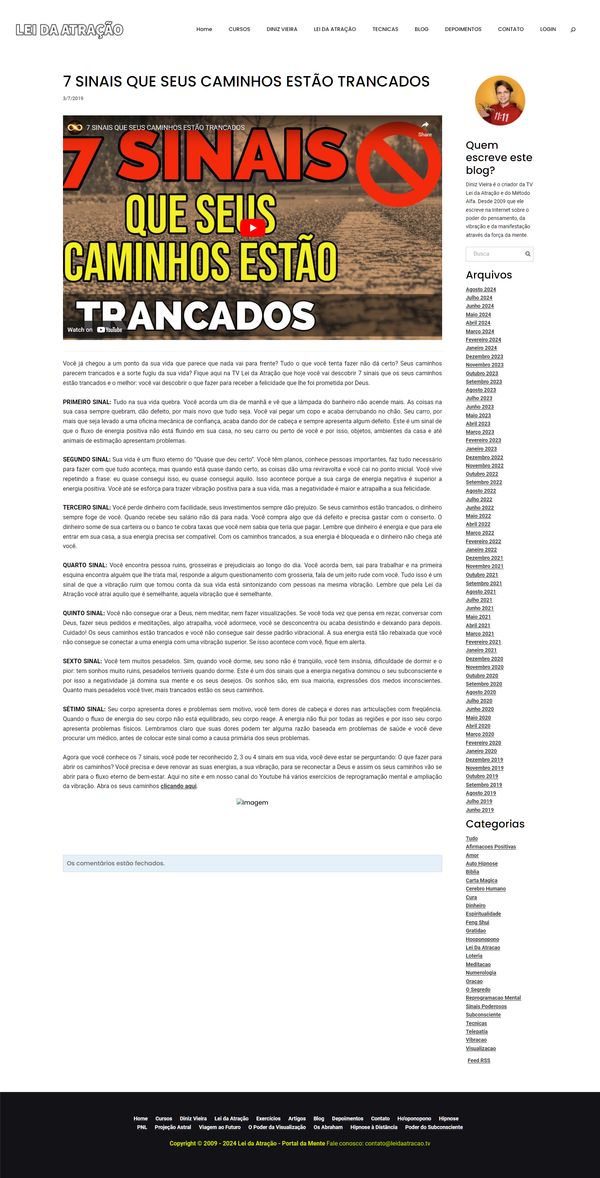 LEI DA ATRAÇÃO
Home CURSOS DINIZ VIEIRA LEI DA ATRAÇÃO TECNICAS BLOG DEPOIMENTOS CONTATO LOGIN
7 SINAIS QUE SEUS CAMINHOS ESTÃO TRANCADOS
3/7/2019
7 SINAIS QUE SEUS CAMINHOS ESTÃO TRANCADOS
Share
7 SINAIS
QUE SEUS
CAMINHOS ESTÃO
TRANCADOS
Watch on YouTube
Você já chegou a um ponto da sua vida que parece que nada vai para frente? Tudo o que você tenta fazer não dá certo? Seus caminhos
parecem trancados e a sorte fugiu da sua vida? Fique aqui na TV Lei da Atração que hoje você vai descobrir 7 sinais que os seus caminhos
estão trancados e o melhor: você vai descobrir o que fazer para receber a felicidade que lhe foi prometida por Deus.
PRIMEIRO SINAL: Tudo na sua vida quebra. Você acorda um dia de manhã e vê que a lâmpada do banheiro não acende mais. As coisas na
sua casa sempre quebram, dão defeito, por mais novo que tudo seja. Você vai pegar um copo e acaba derrubando no chão. Seu carro, por
mais que seja levado a uma oficina mecânica de confiança, acaba dando dor de cabeça e sempre apresenta algum defeito. Este é um sinal de
que o fluxo de energia positiva não está fluindo em sua casa, no seu carro ou perto de você e por isso, objetos, ambientes da casa e até
animais de estimação apresentam problemas.
SEGUNDO SINAL: Sua vida é um fluxo eterno do "Quase que deu certo". Você têm planos, conhece pessoas importantes, faz tudo necessário
para fazer com que tudo aconteça, mas quando está quase dando certo, as coisas dão uma reviravolta e você cai no ponto inicial. Você vive
repetindo a frase: eu quase consegui isso, eu quase consegui aquilo. Isso acontece porque a sua carga de energia negativa é superior a
energia positiva. Você até se esforça para trazer vibração positiva para a sua vida, mas a negatividade é maior e atrapalha a sua felicidade.
TERCEIRO SINAL: Você perde dinheiro com facilidade, seus investimentos sempre dão prejuízo. Se seus caminhos estão trancados, o dinheiro
sempre foge de você. Quando recebe seu salário não dá para nada. Você compra algo que dá defeito e precisa gastar com o conserto. O
dinheiro some de sua carteira ou o banco te cobra taxas que você nem sabia que teria que pagar. Lembre que dinheiro é energia e que para ele
entrar em sua casa, a sua energia precisa ser compatível. Com os caminhos trancados, a sua energia é bloqueada e o dinheiro não chega até
você.
QUARTO SINAL: Você encontra pessoa ruins, grosseiras e prejudiciais ao longo do dia. Você acorda bem, sai para trabalhar e na primeira
esquina encontra alguém que lhe trata mal, responde a algum questionamento com grosseria, fala de um jeito rude com você. Tudo isso é um
sinal de que a vibração ruim que tomou conta da sua vida está sintonizando com pessoas na mesma vibração. Lembre que pela Lei da
Atração você atrai aquilo que é semelhante, aquela vibração que é semelhante.
QUINTO SINAL: Você não consegue orar a Deus, nem meditar, nem fazer visualizações. Se você toda vez que pensa em rezar, conversar com
Deus, fazer seus pedidos e meditações, algo atrapalha, você adormece, você se desconcentra ou acaba desistindo e deixando para depois.
Cuidado! Os seus caminhos estão trancados e você não consegue sair desse padrão vibracional. A sua energia está tão rebaixada que você
não consegue se conectar a uma energia com uma vibração superior. Se isso acontece com você, fique em alerta.
SEXTO SINAL: Você tem muitos pesadelos. Sim, quando você dorme, seu sono não é tranqüilo, você tem insônia, dificuldade de dormir e o
pior: tem sonhos muito ruins, pesadelos terríveis quando dorme. Este é um dos sinais que a energia negativa dominou o seu subconsciente e
por isso a negatividade já domina sua mente e os seus desejos. Os sonhos são, em sua maioria, expressões dos medos inconscientes.
Quanto mais pesadelos você tiver, mais trancados estão os seus caminhos.
SÉTIMO SINAL: Seu corpo apresenta dores e problemas sem motivo, você tem dores de cabeça e dores nas articulações com freqüência.
Quando o fluxo de energia do seu corpo não está equilibrado, seu corpo reage. A energia não flui por todas as regiões e por isso seu corpo
apresenta problemas físicos. Lembramos claro que suas dores podem ter alguma razão baseada em problemas de saúde e você deve
procurar um médico, antes de colocar este sinal como a causa primária dos seus problemas.
Agora que você conhece os 7 sinais, você pode ter reconhecido 2, 3 ou 4 sinais em sua vida, você deve estar se perguntando: O que fazer para
abrir os caminhos? Você precisa e deve renovar as suas energias, a sua vibração, para se reconectar a Deus e assim os seus caminhos vão se
abrir para o fluxo eterno de bem-estar. Aqui no site e em nosso canal do Youtube há vários exercícios de reprogramação mental e ampliação
da vibração. Abra os seus caminhos clicando aqui.
Imagem
Os comentários estão fechados.
11:11
Quem
escreve este
blog?
Diniz Vieira é o criador da TV
Lei da Atração e do Método
Alfa. Desde 2009 que ele
escreve na Internet sobre o
poder do pensamento, da
vibração e da manifestação
através da força da mente.
Busca
Arquivos
Agosto 2024
Julho 2024
Junho 2024
Maio 2024
Abril 2024
Março 2024
Fevereiro 2024
Janeiro 2024
Dezembro 2023
Novembro 2023
Outubro 2023
Setembro 2023
Agosto 2023
Julho 2023
Junho 2023
Maio 2023
Abril 2023
Março 2023
Fevereiro 2023
Janeiro 2023
Dezembro 2022
Novembro 2022
Outubro 2022
Setembro 2022
Agosto 2022
Julho 2022
Junho 2022
Maio 2022
Abril 2022
Março 2022
Fevereiro 2022
Janeiro 2022
Dezembro 2021
Novembro 2021
Outubro 2021
Setembro 2021
Agosto 2021
Julho 2021
Junho 2021
Maio 2021
Abril 2021
Março 2021
Fevereiro 2021
Janeiro 2021
Dezembro 2020
Novembro 2020
Outubro 2020
Setembro 2020
Agosto 2020
Julho 2020
Junho 2020
Maio 2020
Abril 2020
Março 2020
Fevereiro 2020
Janeiro 2020
Dezembro 2019
Novembro 2019
Outubro 2019
Setembro 2019
Agosto 2019
Julho 2019
Junho 2019
Categorias
Tudo
Afirmacoes Positivas
Amor
Auto Hipnose
Biblia
Carta Magica
Cerebro Humano
Cura
Dinheiro
Espiritualidade
Feng Shui
Gratidao
Hooponopono
Lei Da Atracao
Loteria
Meditacao
Numerologia
Oracao
O Segredo
Reprogramacao Mental
Sinais Poderosos
Subconsciente
Tecnicas
Telepatia
Vibracao
Visualizacao
Feed RSS
Home Cursos Diniz Vieira Lei da Atração Exercícios Artigos Blog Depoimentos Contato Ho'oponopono Hipnose
PNL Projeção Astral Viagem ao Futuro O Poder da Visualização Os Abraham Hipnose à Distância Poder do Subconsciente
Copyright © 2009 - 2024 Lei da Atração - Portal da Mente Fale conosco: contato@leidaatracao.tv